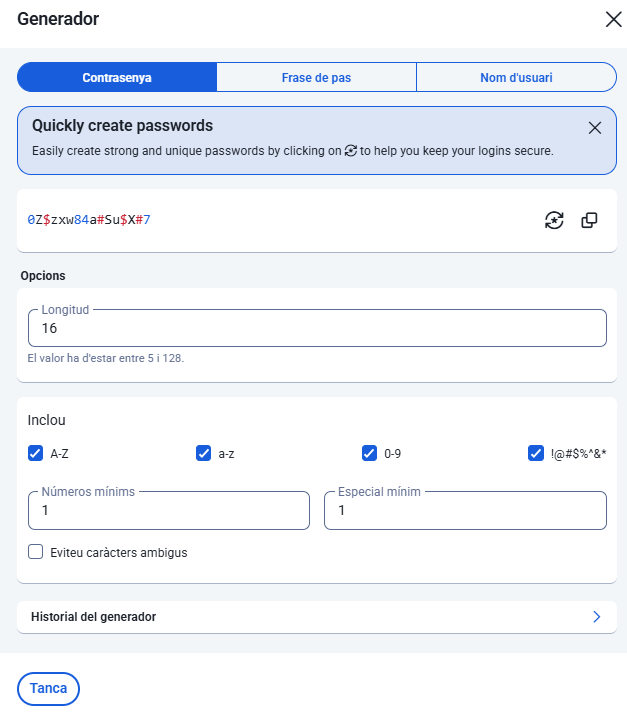 Generador
Contrasenya
Frase de pas
Nom d'usuari
Quickly create passwords
Easily create strong and unique passwords by clicking on to help you keep your logins secure.
0Z$zxw84a#Su$X#7
Opcions
Longitud
16
El valor ha d'estar entre 5 i 128.
Inclou
A-Z
a-z
0-9
!@#$%^&*
Números mínims
1
Especial mínim
1
Eviteu caràcters ambigus
Historial del generador
Tanca